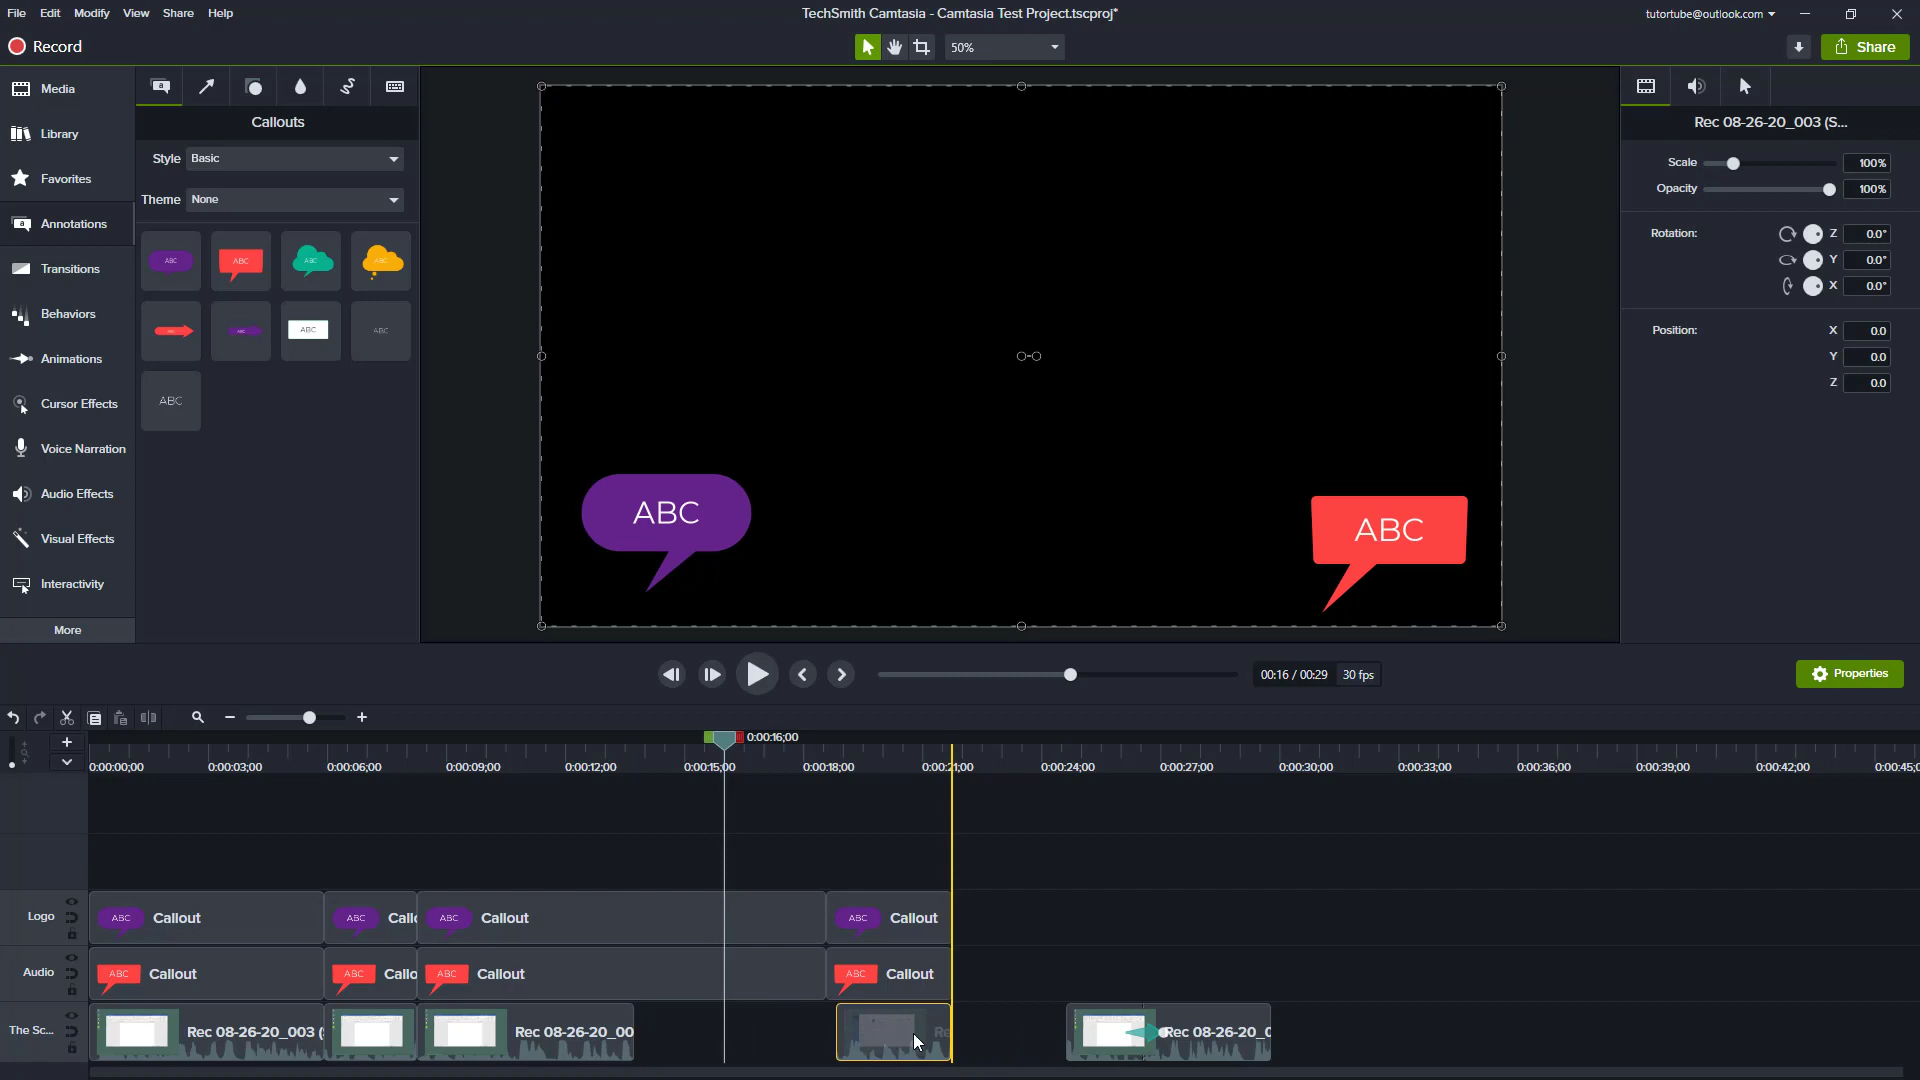 File Edit Modify View Share Help
TechSmith Camtasia - Camtasia Test Project.tscproj*
tutortube@outlook.com
Record
50%
Share
Media
Library
Favorites
Annotations
Transitions
Behaviors
Animations
Cursor Effects
Voice Narration
Audio Effects
Visual Effects
Interactivity
More
Callouts
Style Basic
Theme None
ABC ABC ABC ABC
ABC ABC ABC
ABC
ABC
ABC
Rec 08-26-20_003 (S...
Scale 100%
Opacity 100%
Rotation: Z 0.0°
Y 0.0°
X 0.0°
Position: X 0.0
Y 0.0
Z 0.0
00:16 / 00:29 30 fps
Properties
0:00:16;00
0:00:00;00 0:00:03;00 0:00:06;00 0:00:09;00 0:00:12;00 0:00:15;00 0:00:18;00 0:00:21;00 0:00:24;00 0:00:27;00 0:00:30;00 0:00:33;00 0:00:36;00 0:00:39;00 0:00:42;00 0:00:45;0
Logo ABC Callout ABC Callo ABC Callout ABC Callout
Audio ABC Callout ABC Callo ABC Callout ABC Callout
The Sc... Rec 08-26-20_003 ( Rec 08-26-20_00 Re Rec 08-26-20_0